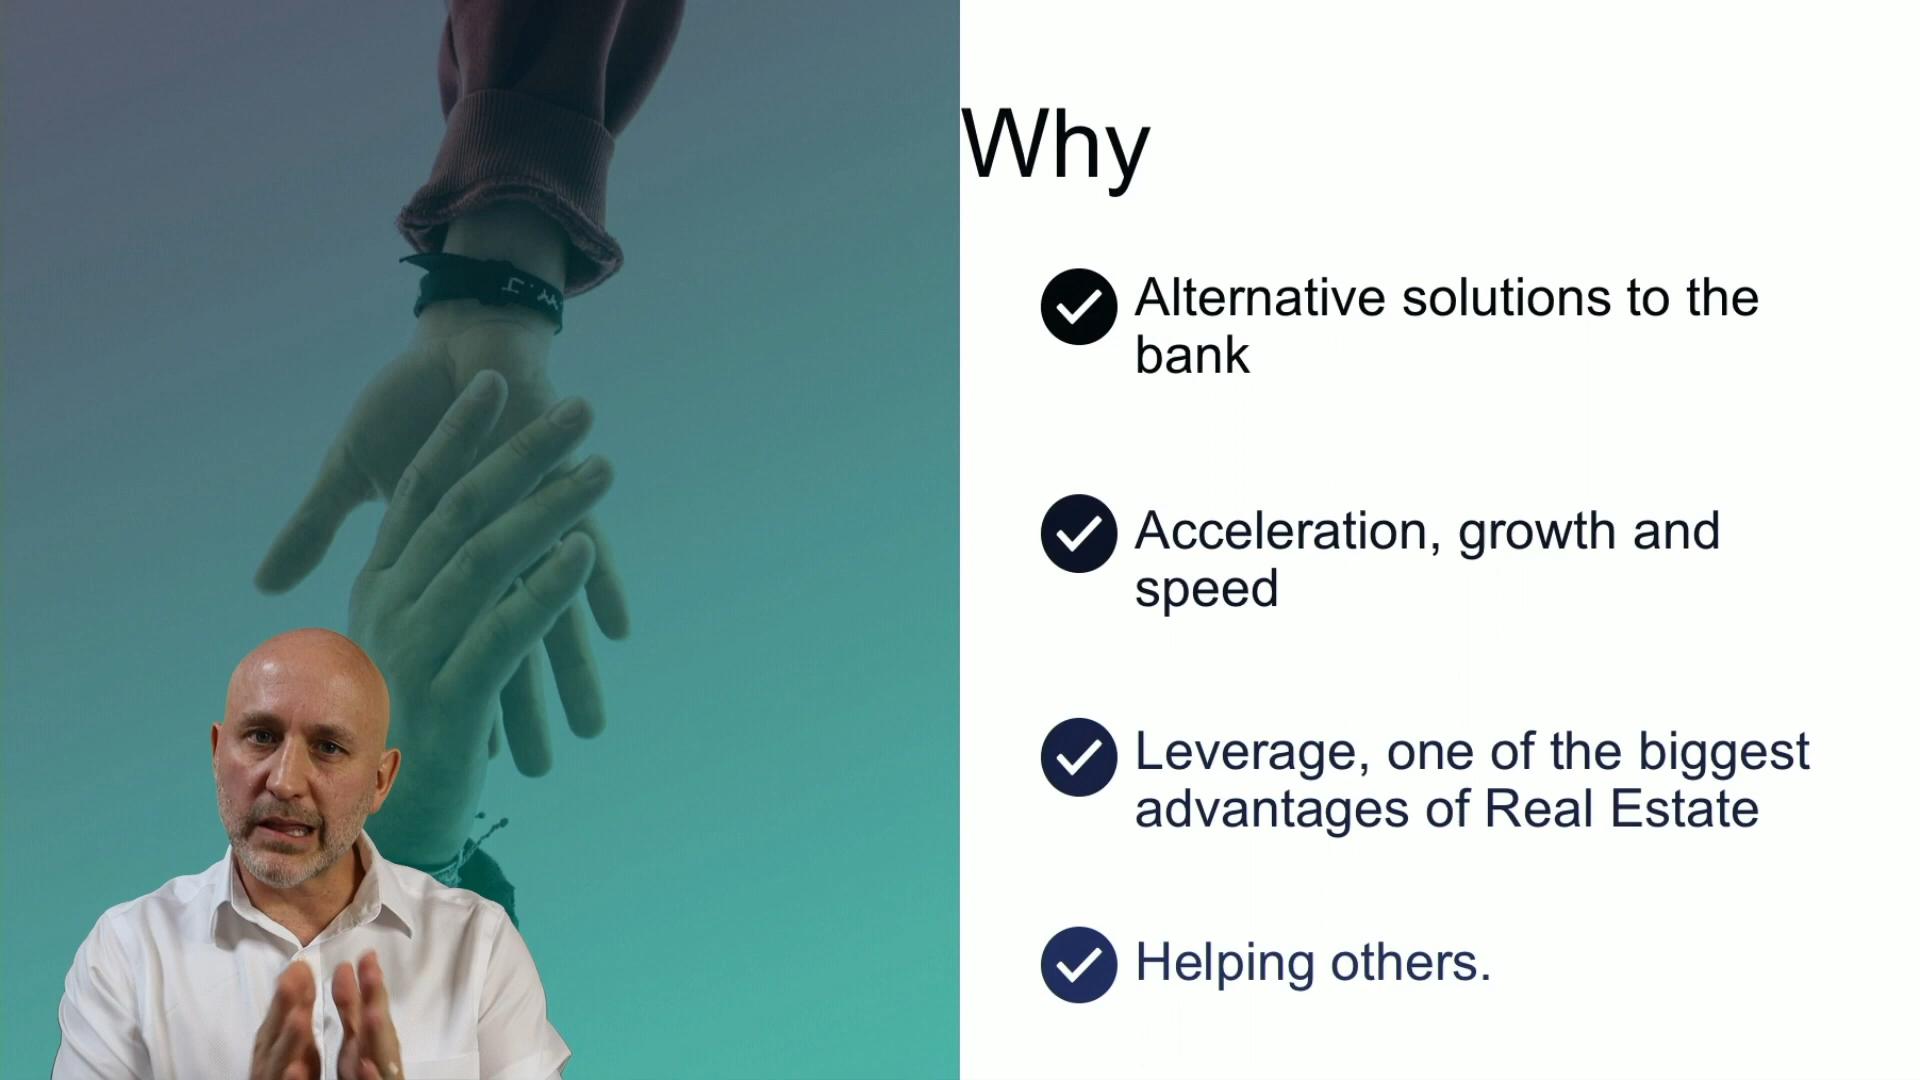 Why
Alternative solutions to the
bank
Acceleration, growth and
speed
Leverage, one of the biggest
advantages of Real Estate
Helping others.